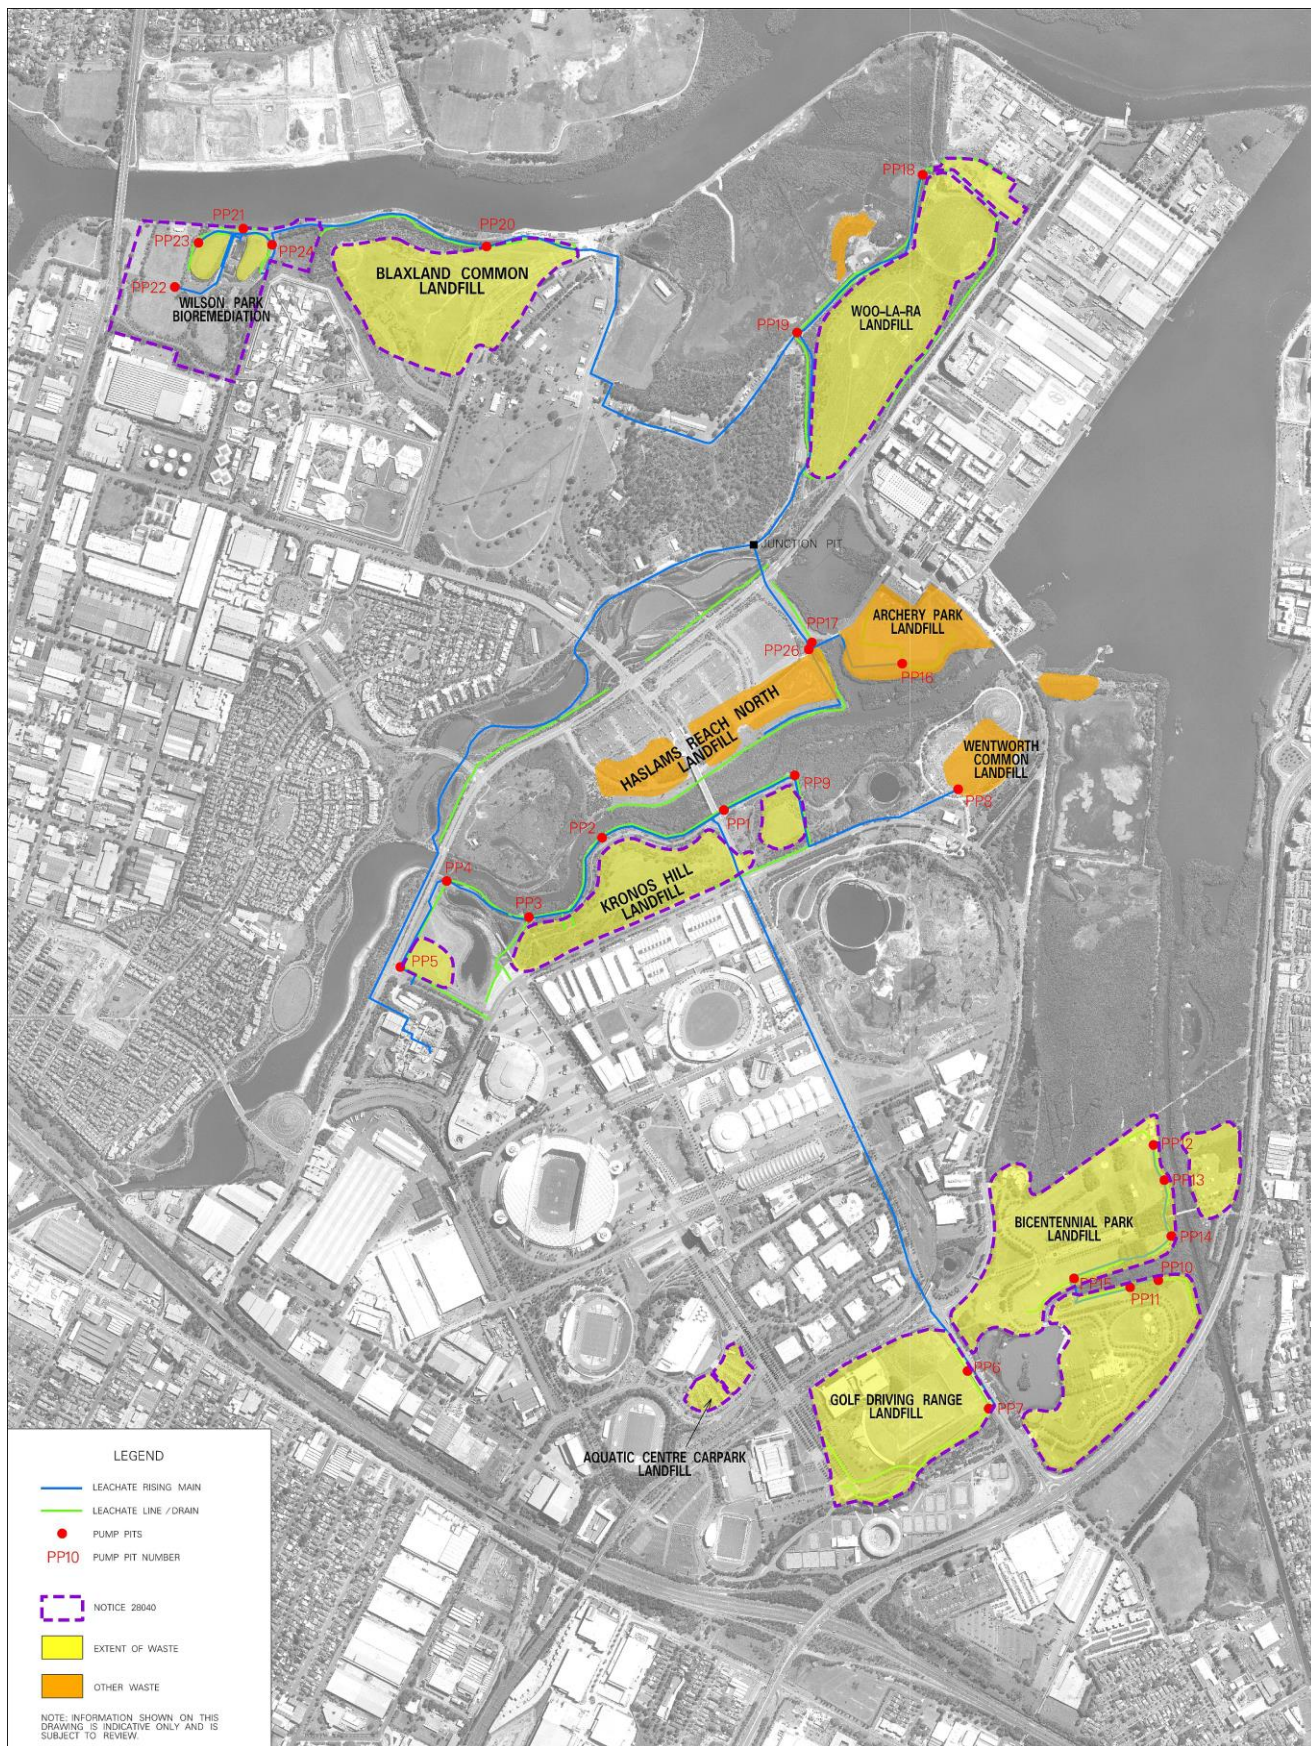 PP18
PP21
PP20
PP23
PP24
BLAXLAND COMMON
LANDFILL
PP22
WILSON PARK
BIOREMEDIATION
WOO-LA-RA
LANDFILL
PP19
JUNCTION PIT
ARCHERY PARK
LANDFILL
PP17
PP26
PP16
HASLAMS REACH NORTH
LANDFILL
WENTWORTH
COMMON
LANDFILL
PP9
PP8
PP1
PP2
PP4
KRONOS HILL
LANDFILL
PP3
PP5
PP12
PP13
BICENTENNIAL PARK
LANDFILL
PP14
PP15
PP10
PP11
PP6
GOLF DRIVING RANGE
LANDFILL
PP7
AQUATIC CENTRE CARPARK
LANDFILL
LEGEND
LEACHATE RISING MAIN
LEACHATE LINE / DRAIN
PUMP PITS
PP10 PUMP PIT NUMBER
NOTICE 28040
EXTENT OF WASTE
OTHER WASTE
NOTE: INFORMATION SHOWN ON THIS
DRAWING IS INDICATIVE ONLY AND IS
SUBJECT TO REVIEW.